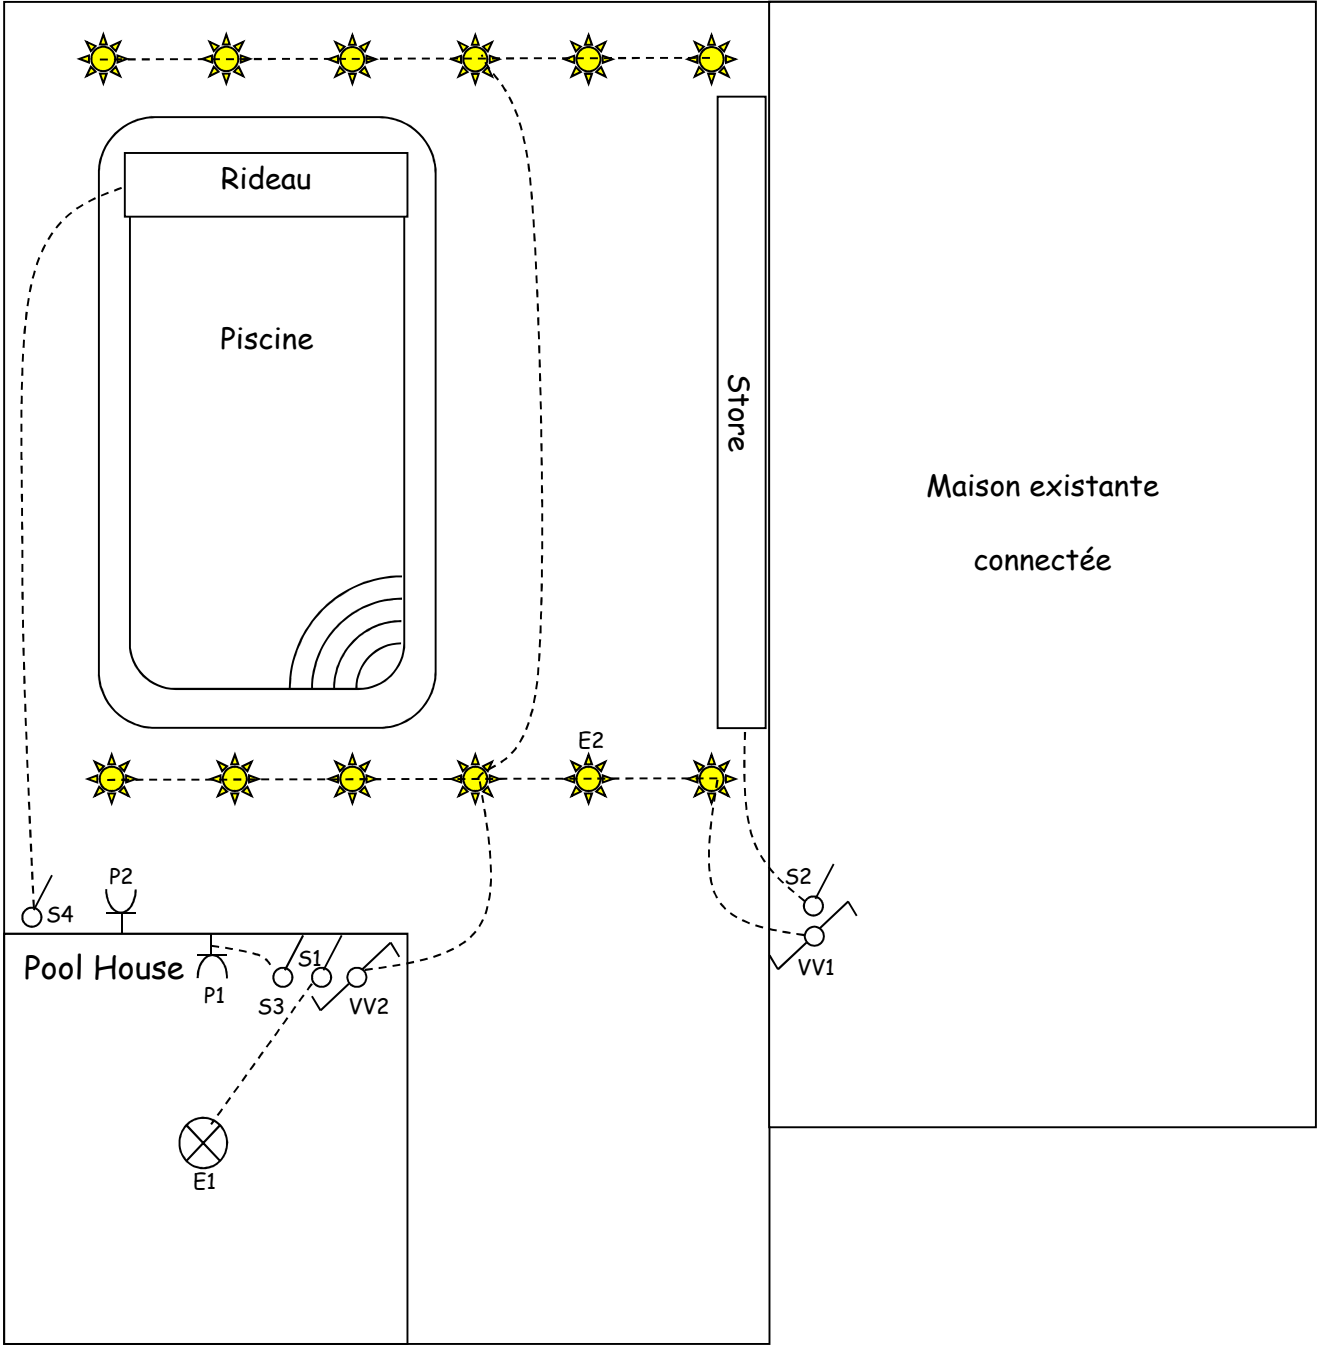 Rideau
Piscine
Store
Maison existante
connectée
E2
P2
S4
S2
VV1
Pool House
P1
S3
S1
VV2
E1